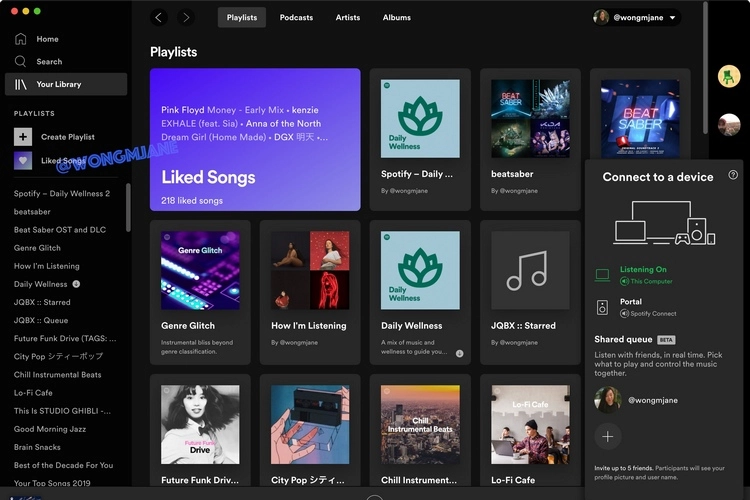 Playlists
Podcasts
Artists
Albums
@wongmjane
Home
Search
Your Library
PLAYLISTS
Create Playlist
Liked Songs
@WONGMJANE
Spotify – Daily Wellness 2
beatsaber
Beat Saber OST and DLC
Genre Glitch
How I'm Listening
Daily Wellness
JQBX :: Starred
JQBX :: Queue
Future Funk Drive (TAGS: ...
City Pop シティーポップ
Chill Instrumental Beats
Lo-Fi Cafe
This Is STUDIO GHIBLI -...
Good Morning Jazz
Brain Snacks
Best of the Decade For You
Your Top Songs 2019
Playlists
Pink Floyd Money - Early Mix • kenzie
EXHALE (feat. Sia) • Anna of the North
Dream Girl (Home Made) • DGX 明天 •...
Liked Songs
218 liked songs
Daily
Wellness
Spotify – Daily ...
By @wongmjane
BEAT
SABER
beatsaber
By @wongmjane
BEAT
SABER
ORIGINAL SOUNDTRACK
Genre Glitch
Genre Glitch
Instrumental bliss beyond
genre classification.
How I'm Listening
By @wongmjane
Daily
Wellness
Daily Wellness
A mix of music and
wellness to guide you...
JQBX :: Starred
By @wongmjane
Future Funk
Drive
Future Funk Driv...
City Pop シティ...
Chill
Instrumental Beats
Chill Instrument...
Lo-Fi Cafe
Lo-Fi Cafe
Connect to a device
Listening On
This Computer
Portal
Spotify Connect
Shared queue BETA
Listen with friends, in real time. Pick
what to play and control the music
together.
@wongmjane
Invite up to 5 friends. Participants will see your
profile picture and user name.